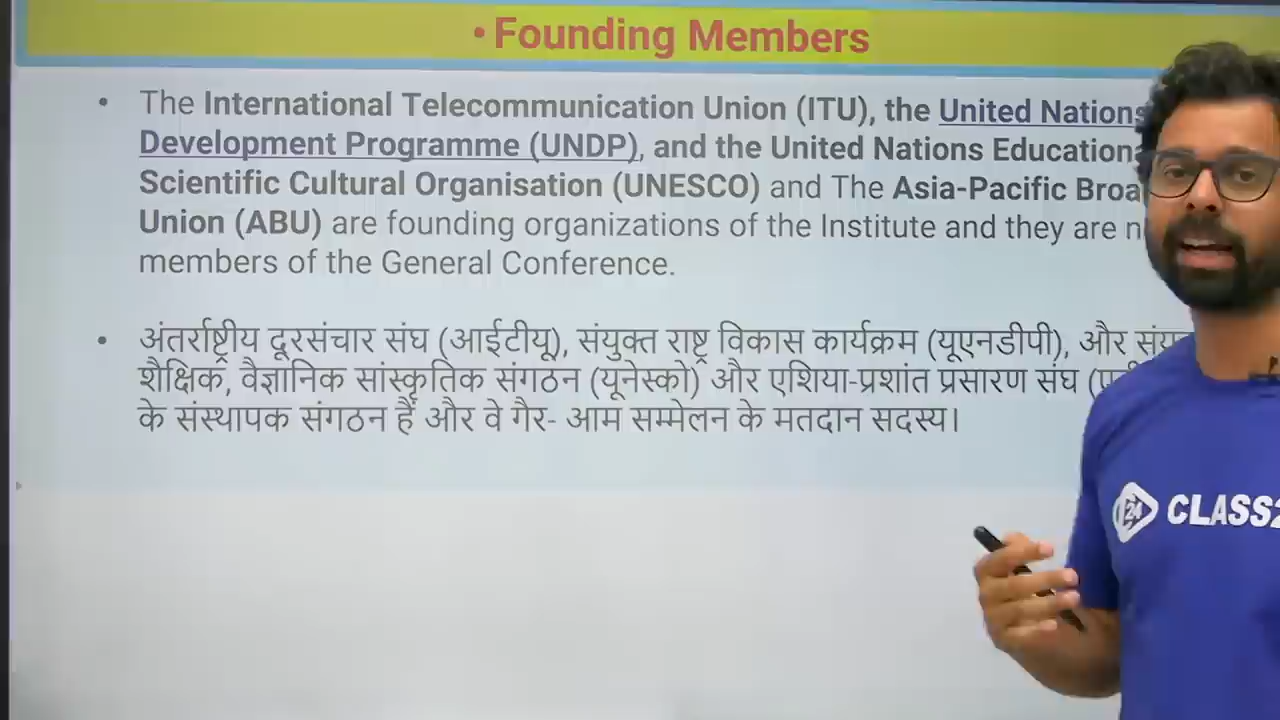 • Founding Members
• The International Telecommunication Union (ITU), the United Nations
Development Programme (UNDP), and the United Nations Educationa
Scientific Cultural Organisation (UNESCO) and The Asia-Pacific Broa
Union (ABU) are founding organizations of the Institute and they are n
members of the General Conference.
• अंतर्राष्ट्रीय दूरसंचार संघ (आईटीयू), संयुक्त राष्ट्र विकास कार्यक्रम (यूएनडीपी), और
शैक्षिक, वैज्ञानिक सांस्कृतिक संगठन (यूनेस्को) और एशिया-प्रशांत प्रसारण संघ
के संस्थापक संगठन हैं और वे गैर- आम सम्मेलन के मतदान सदस्य।
24 CLASS2